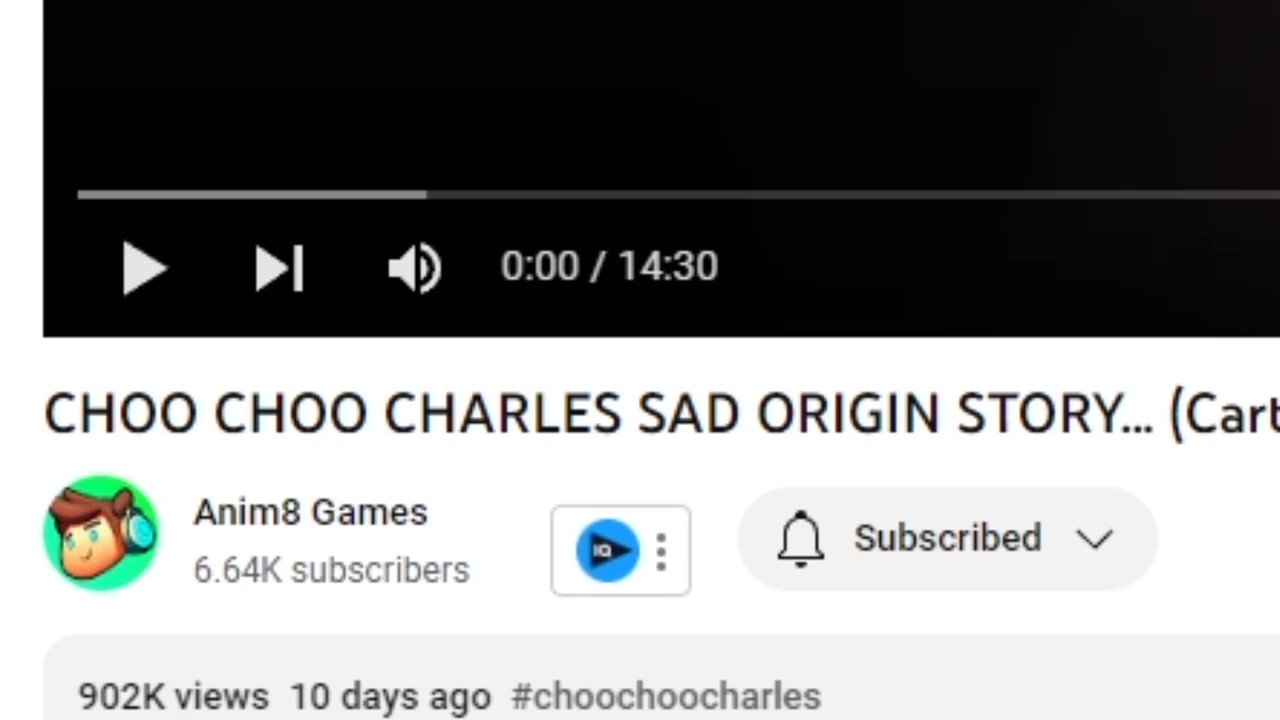 0:00 / 14:30
CHOO CHOO CHARLES SAD ORIGIN STORY... (Cart
Anim8 Games
6.64K subscribers
IQ
Subscribed
902K views 10 days ago #choochoocharles